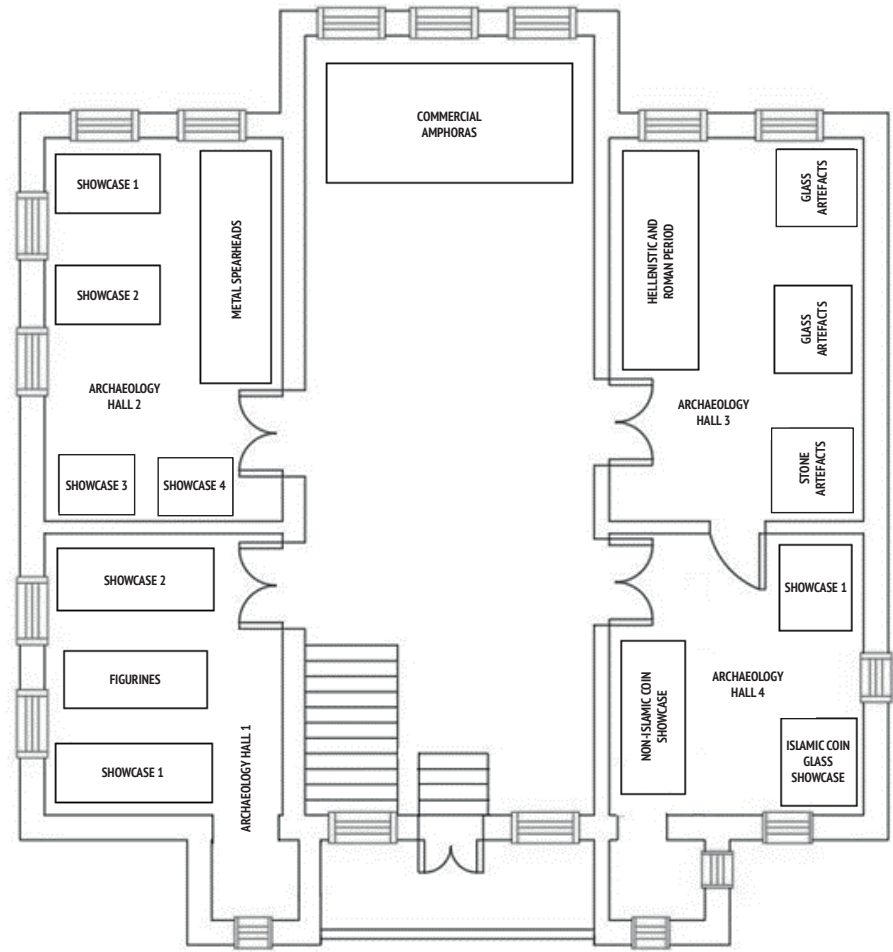 COMMERCIAL
AMPHORAS
SHOWCASE 1
SHOWCASE 2
METAL SPEARHEADS
ARCHAEOLOGY
HALL 2
SHOWCASE 3
SHOWCASE 4
HELLENISTIC AND
ROMAN PERIOD
GLASS
ARTEFACTS
GLASS
ARTEFACTS
ARCHAEOLOGY
HALL 3
STONE
ARTEFACTS
SHOWCASE 2
FIGURINES
SHOWCASE 1
ARCHAEOLOGY HALL 1
SHOWCASE 1
ARCHAEOLOGY
HALL 4
NON-ISLAMIC COIN
SHOWCASE
ISLAMIC COIN
GLASS
SHOWCASE